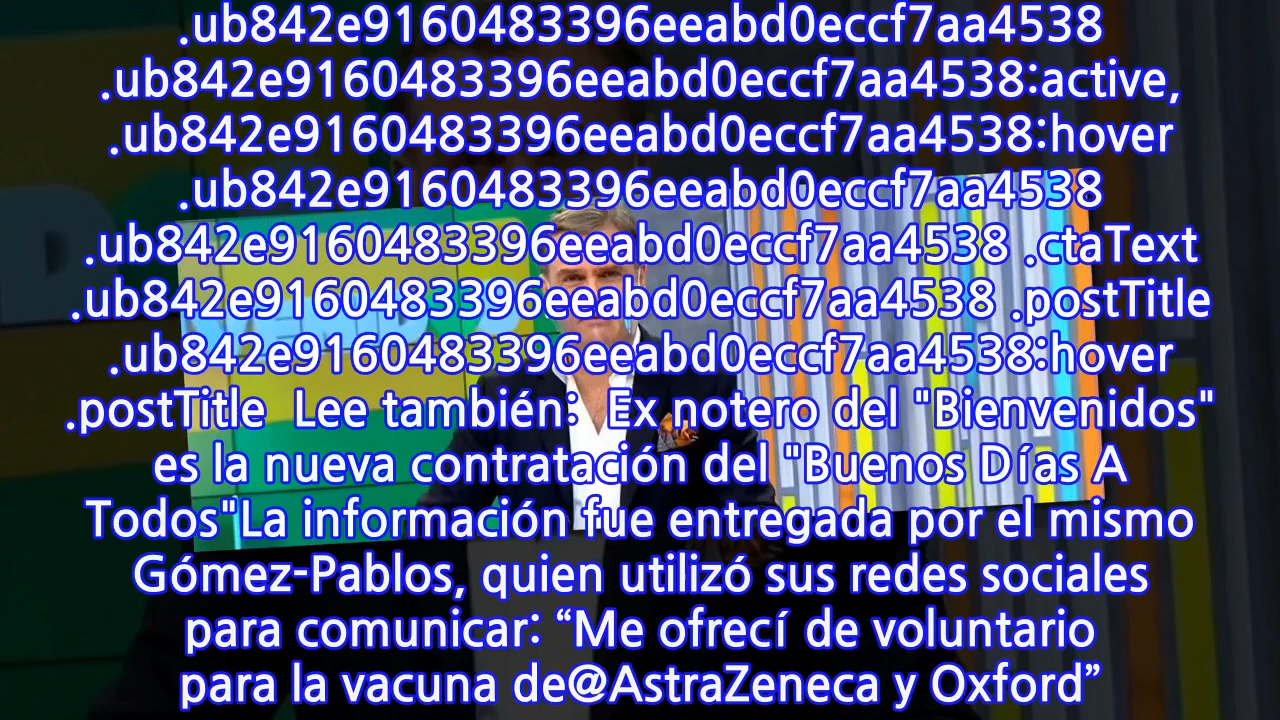 .ub842e9160483396eeabd0eccf7aa4538
.ub842e9160483396eeabd0eccf7aa4538:active,
.ub842e9160483396eeabd0eccf7aa4538:hover
.ub842e9160483396eeabd0eccf7aa4538
.ub842e9160483396eeabd0eccf7aa4538 .ctaText
.ub842e9160483396eeabd0eccf7aa4538 .postTitle
.ub842e9160483396eeabd0eccf7aa4538:hover
.postTitle  Lee también:  Ex notero del "Bienvenidos"
es la nueva contratación del "Buenos Días A
Todos"La información fue entregada por el mismo
Gómez-Pablos, quien utilizó sus redes sociales
para comunicar: “Me ofrecí de voluntario
para la vacuna de@AstraZeneca y Oxford”